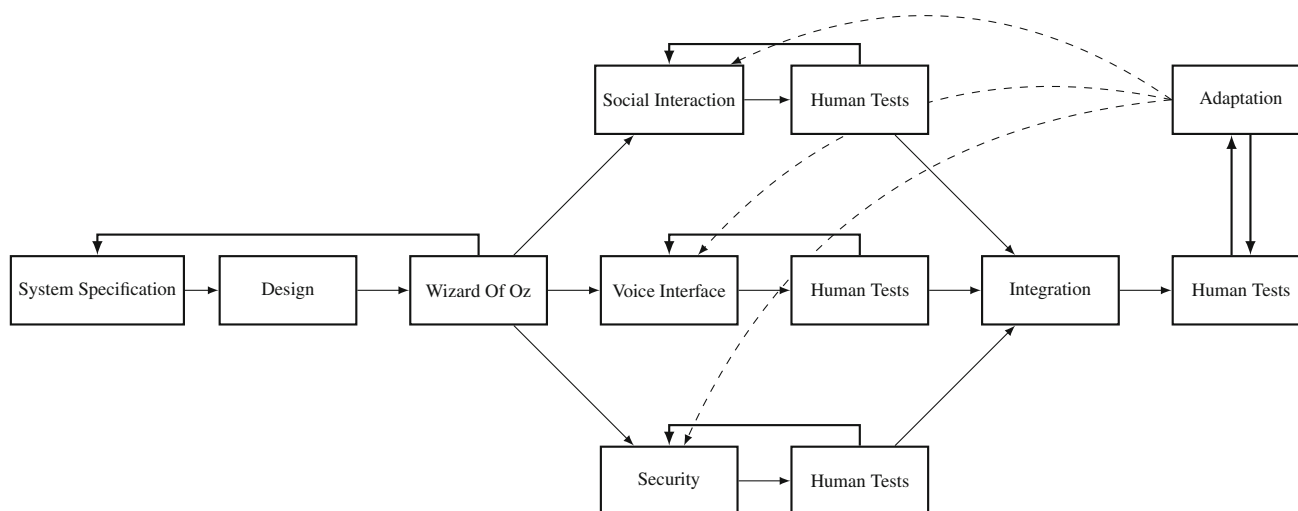 Social Interaction
Human Tests
Adaptation
System Specification
Design
Wizard Of Oz
Voice Interface
Human Tests
Integration
Human Tests
Security
Human Tests